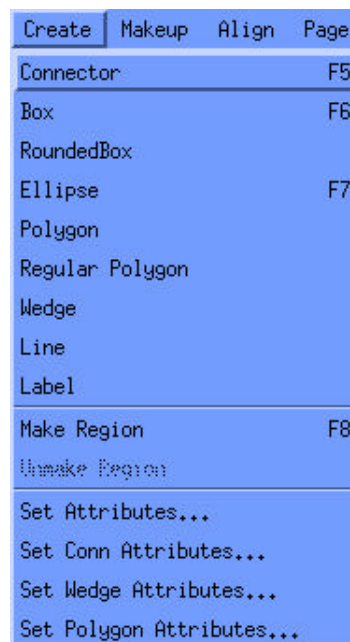 Create Makeup Align Page
Connector F5
Box F6
RoundedBox
Ellipse F7
Polygon
Regular Polygon
Wedge
Line
Label
Make Region F8
Unmake Region
Set Attributes...
Set Conn Attributes...
Set Wedge Attributes...
Set Polygon Attributes...